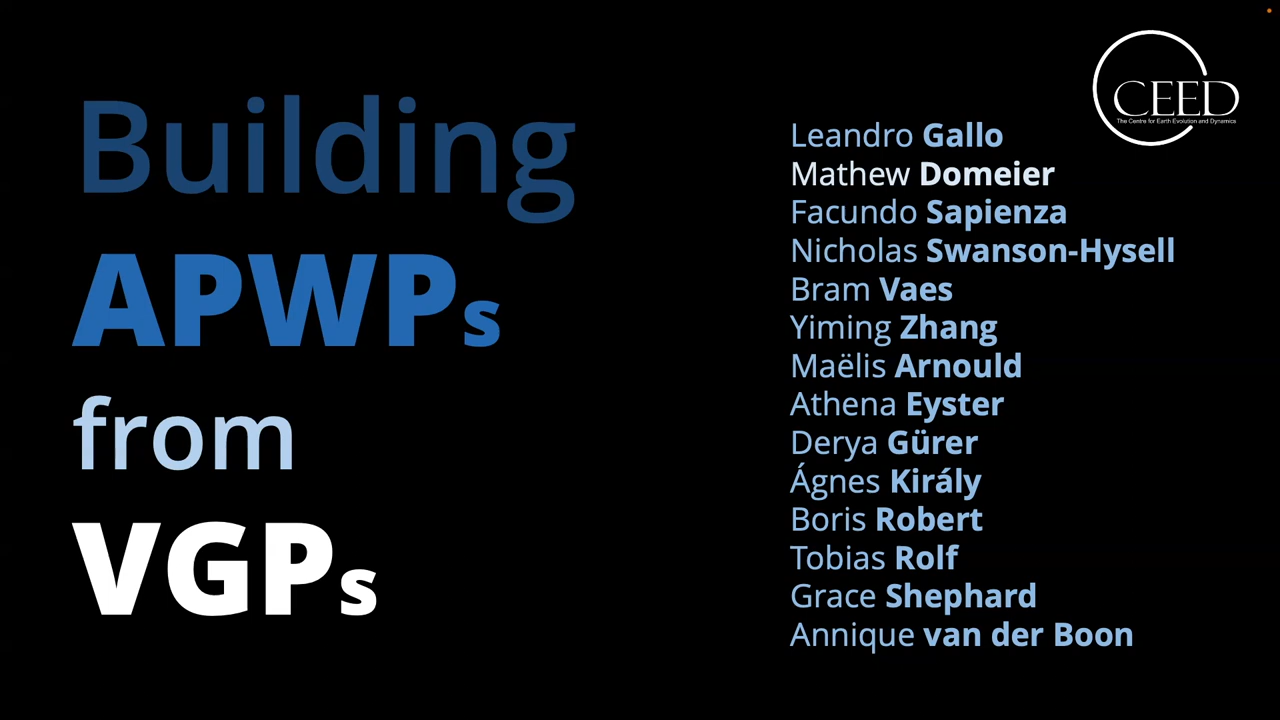 Building
APWPs
from
VGPs
CEED
The Centre for Earth Evolution and Dynamics
Leandro Gallo
Mathew Domeier
Facundo Sapienza
Nicholas Swanson-Hysell
Bram Vaes
Yiming Zhang
Maëlis Arnould
Athena Eyster
Derya Gürer
Ágnes Király
Boris Robert
Tobias Rolf
Grace Shephard
Annique van der Boon